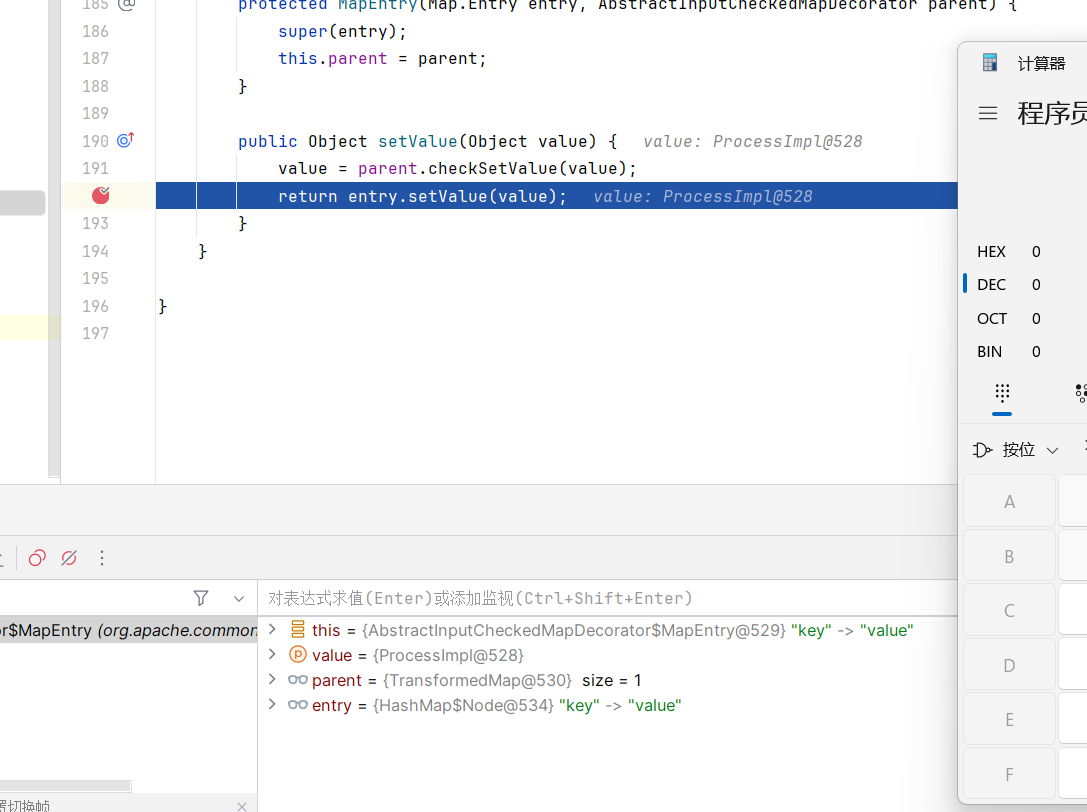 185 @ protected MapEntry(Map.Entry entry, AbstractInputCheckedMapDecorator parent) {
186 super(entry);
187 this.parent = parent;
188 }
189
190 public Object setValue(Object value) { value: ProcessImpl@528
191 value = parent.checkSetValue(value);
return entry.setValue(value); value: ProcessImpl@528
193 }
194 }
195
196 }
197
计算器
程序员
HEX 0
DEC 0
OCT 0
BIN 0
按位
A
B
C
D
E
F
对表达式求值(Enter)或添加监视(Ctrl+Shift+Enter)
r$MapEntry (org.apache.common
this = {AbstractInputCheckedMapDecorator$MapEntry@529} "key" -> "value"
value = {ProcessImpl@528}
parent = {TransformedMap@530} size = 1
entry = {HashMap$Node@534} "key" -> "value"
切换帧